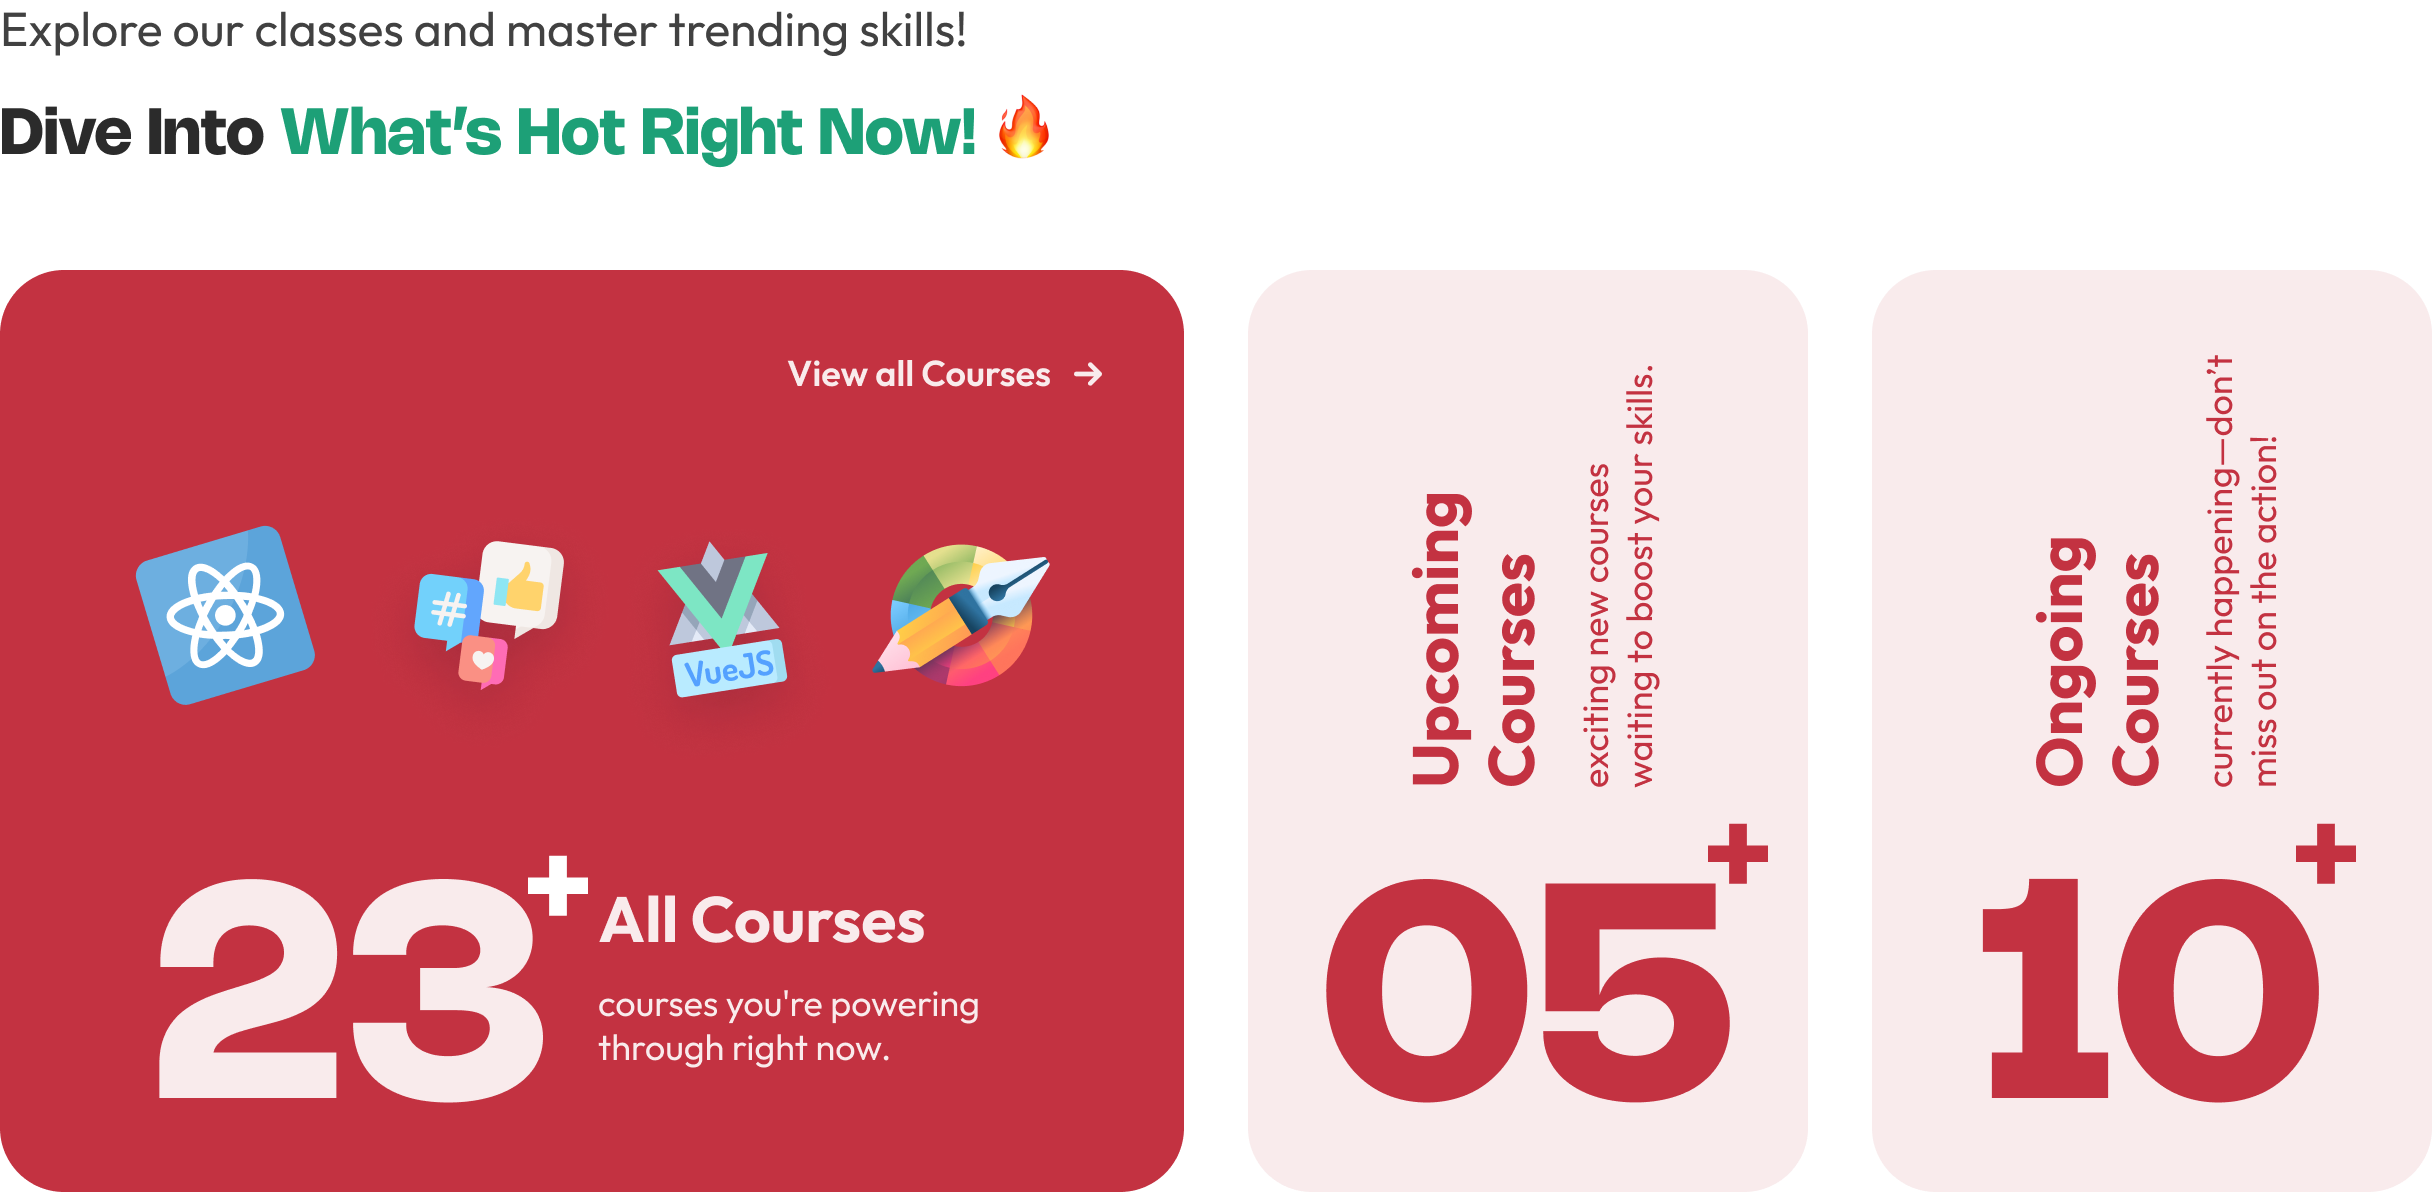 Explore our classes and master trending skills!
Dive Into What’s Hot Right Now! 🔥
View all Courses →
#
VueJS
23+
All Courses
courses you're powering
through right now.
Upcoming
Courses
exciting new courses
waiting to boost your skills.
05+
Ongoing
Courses
currently happening—don’t
miss out on the action!
10+